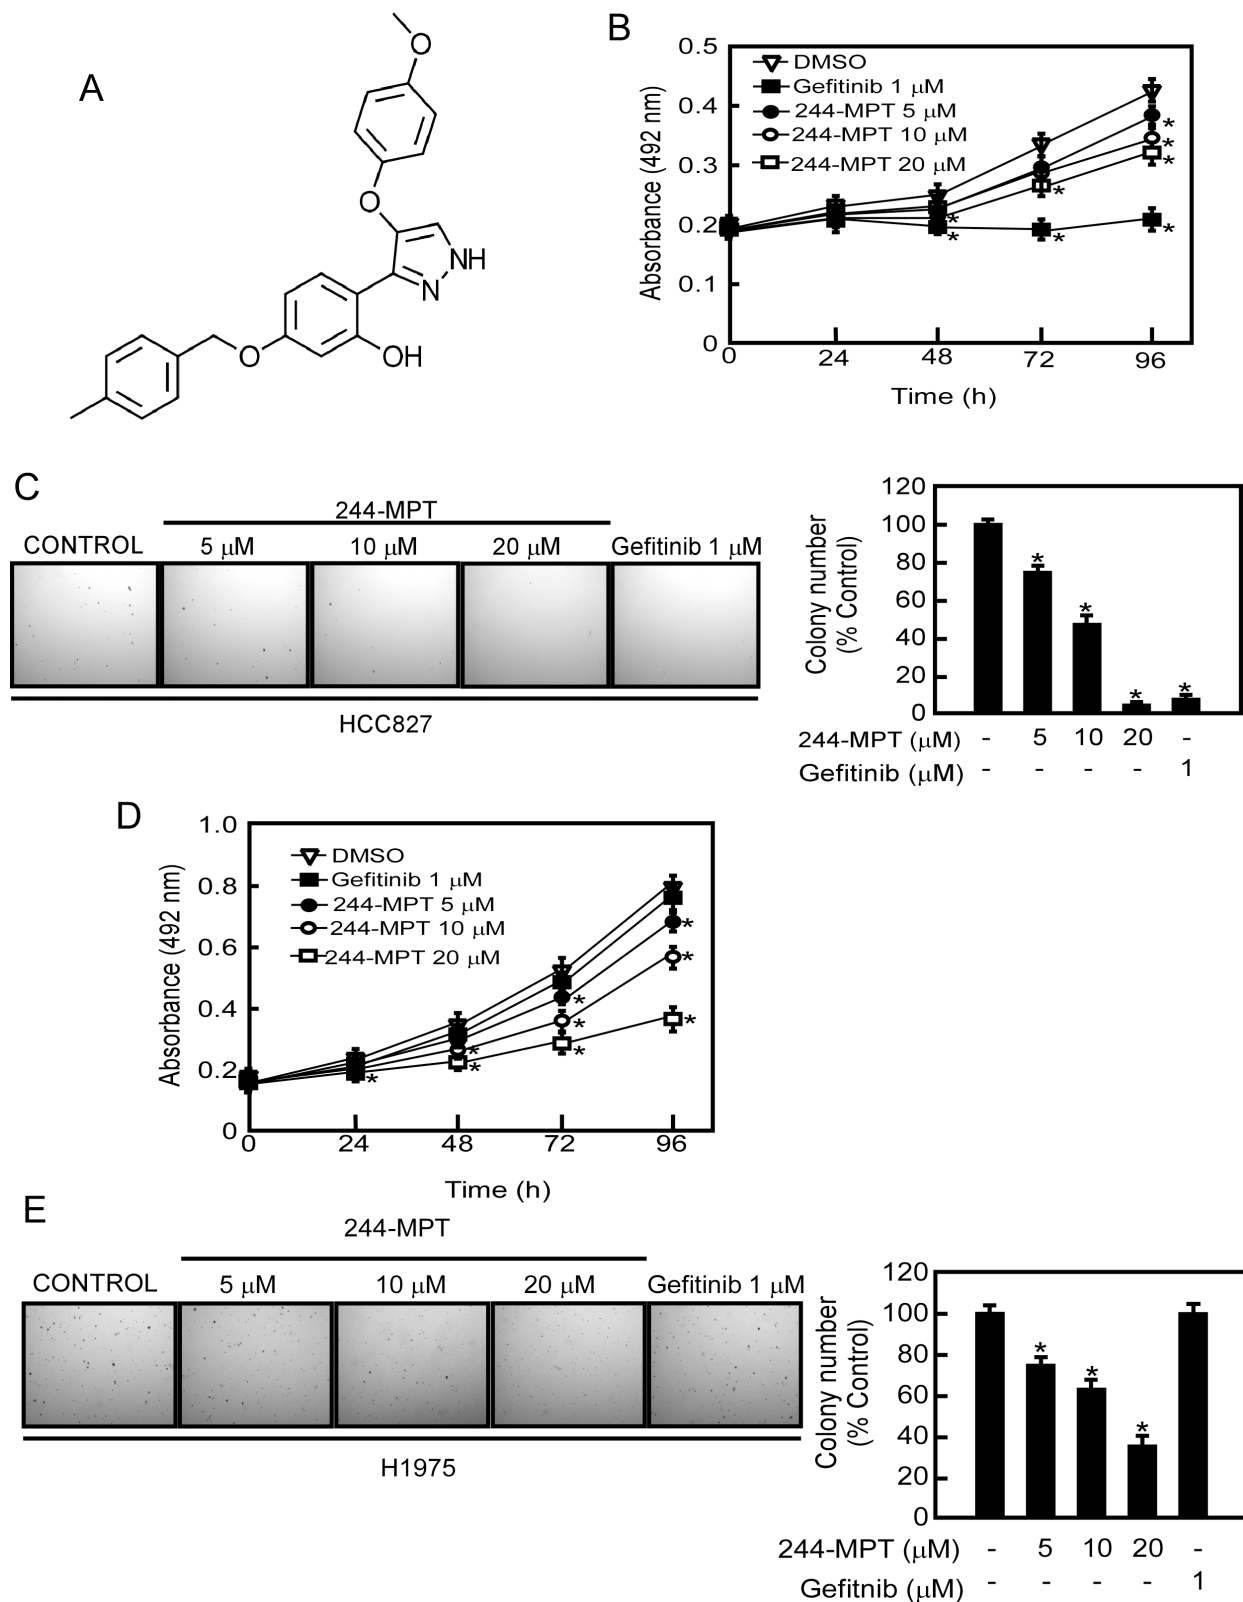 A
O
O
NH
N
O
OH
B
0.5
0.4
0.3
0.2
0.1
0
Absorbance (492 nm)
DMSO
Gefitinib 1 μM
244-MPT 5 μM
244-MPT 10 μM
244-MPT 20 μM
*
*
*
*
*
*
*
*
0 24 48 72 96
Time (h)
C
244-MPT
CONTROL 5 μM 10 μM 20 μM Gefitinib 1 μM
HCC827
Colony number
(% Control)
120
100
80
60
40
20
0
* * * *
244-MPT (μM) - 5 10 20 -
Gefitinib (μM) - - - - 1
D
1.0
0.8
0.6
0.4
0.2
0
Absorbance (492 nm)
DMSO
Gefitinib 1 μM
244-MPT 5 μM
244-MPT 10 μM
244-MPT 20 μM
*
*
*
*
*
*
*
*
*
0 24 48 72 96
Time (h)
E
244-MPT
CONTROL 5 μM 10 μM 20 μM Gefitinib 1 μM
H1975
Colony number
(% Control)
120
100
80
60
40
20
0
* * *
244-MPT (μM) - 5 10 20 -
Gefitnib (μM) - - - - 1